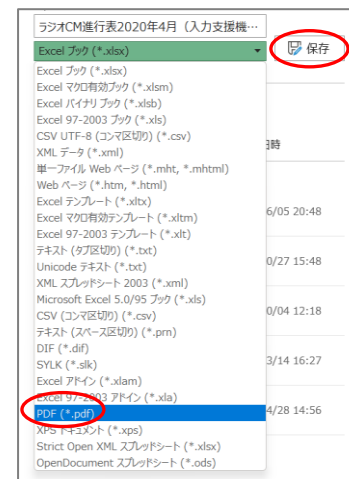 ラジオCM進行表2020年4月（入力支援機…
Excel ブック (*.xlsx)
保存
Excel ブック (*.xlsx)
Excel マクロ有効ブック (*.xlsm)
Excel バイナリ ブック (*.xlsb)
Excel 97-2003 ブック (*.xls)
CSV UTF-8 (コンマ区切り) (*.csv)
XML データ (*.xml)
単一ファイル Web ページ (*.mht, *.mhtml)
Web ページ (*.htm, *.html)
Excel テンプレート (*.xltx)
Excel マクロ有効テンプレート (*.xltm)
Excel 97-2003 テンプレート (*.xlt)
テキスト (タブ区切り) (*.txt)
Unicode テキスト (*.txt)
XML スプレッドシート 2003 (*.xml)
Microsoft Excel 5.0/95 ブック (*.xls)
CSV (コンマ区切り) (*.csv)
テキスト (スペース区切り) (*.prn)
DIF (*.dif)
SYLK (*.slk)
Excel アドイン (*.xlam)
Excel 97-2003 アドイン (*.xla)
PDF (*.pdf)
XPS ドキュメント (*.xps)
Strict Open XML スプレッドシート (*.xlsx)
OpenDocument スプレッドシート (*.ods)
日時
6/05 20:48
0/27 15:48
0/04 12:18
3/14 16:27
4/28 14:56